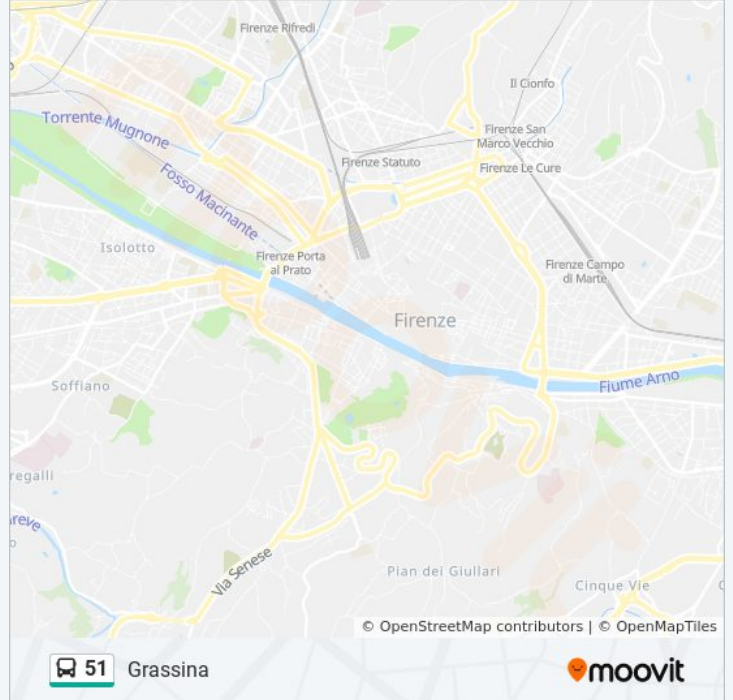 Firenze Rifredi
Il Cionfo
Torrente Mugnone
Firenze San
Marco Vecchio
Firenze Statuto
Firenze Le Cure
Fosso Macinante
Isolotto
Firenze Porta
al Prato
Firenze Campo
di Marte
Firenze
Soffiano
Fiume Arno
regalli
reve
Via Senese
Pian dei Giullari
Cinque Vie
© OpenStreetMap contributors | © OpenMapTiles
51 Grassina
moovit